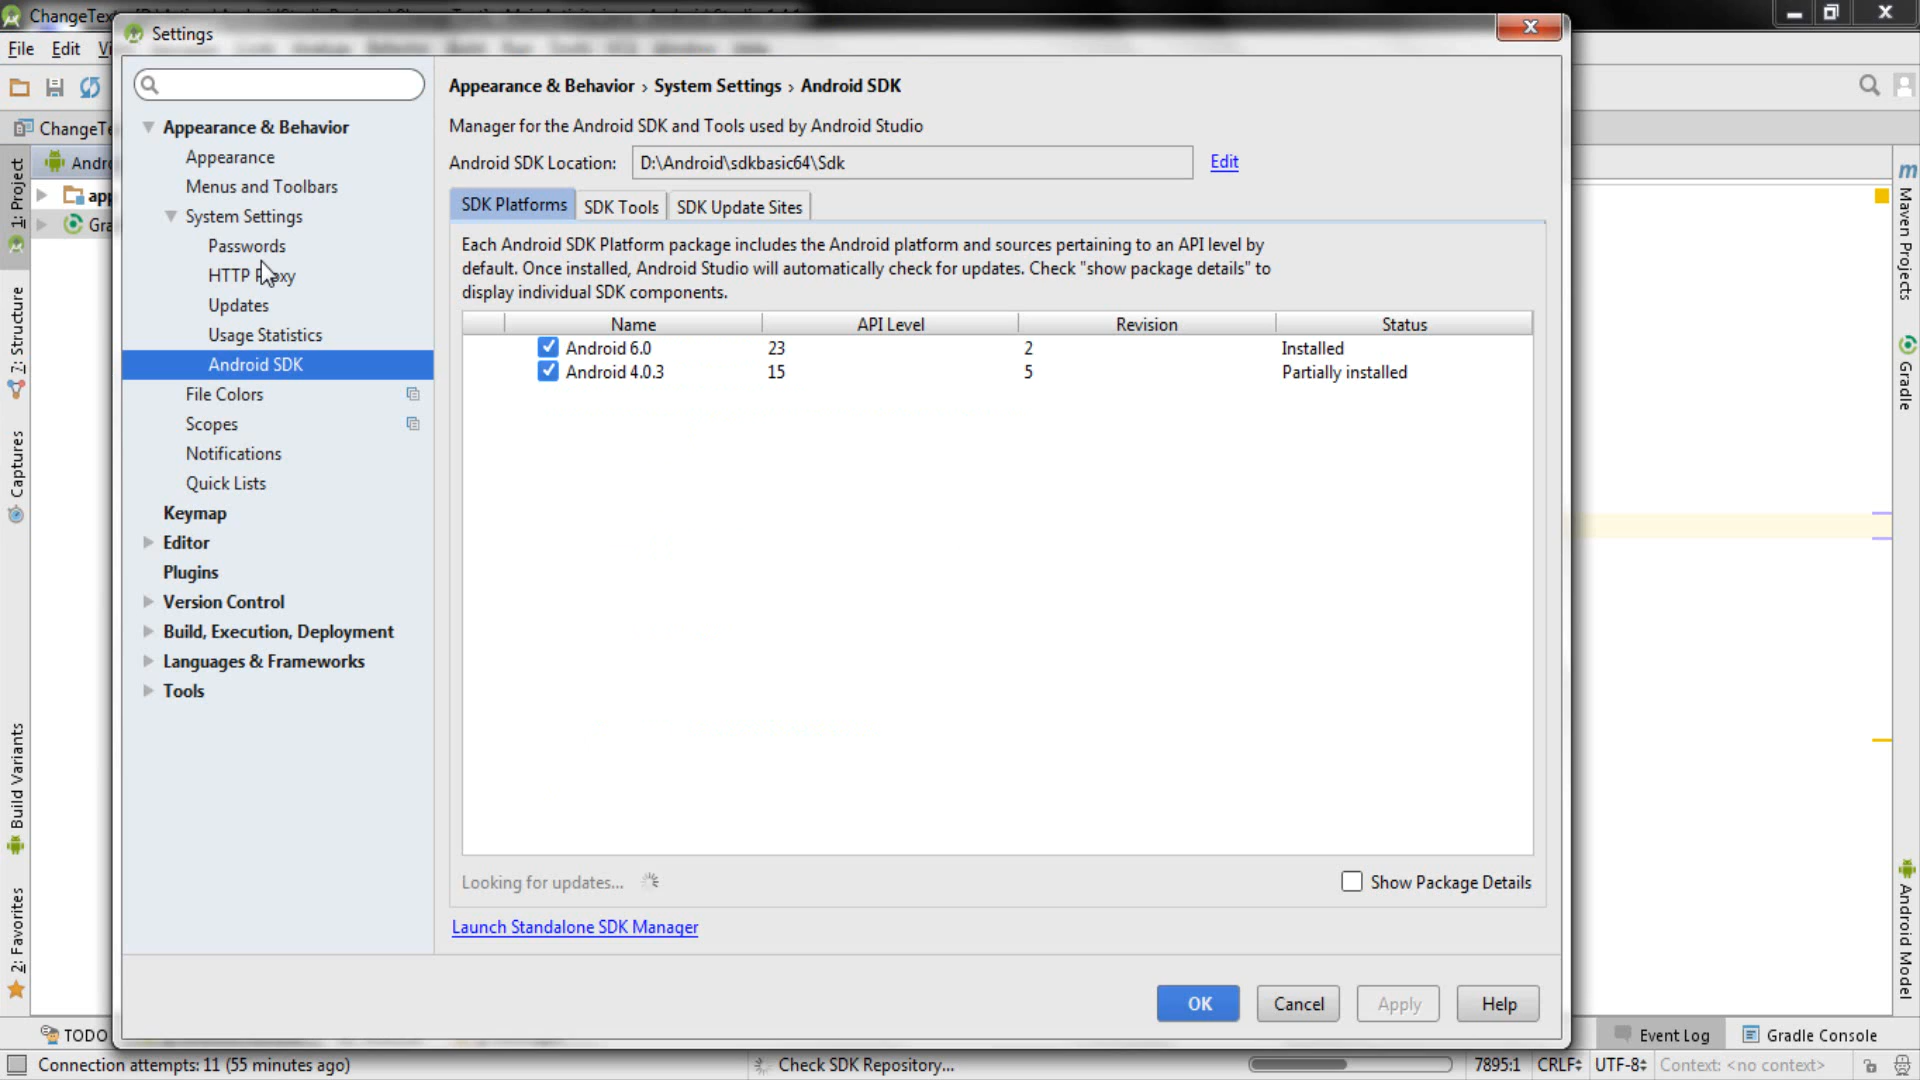 ChangeText
File Edit Vi
Settings
ChangeTe
Andro
app
Gra
1: Project
7: Structure
Captures
Build Variants
2: Favorites
Appearance & Behavior
Appearance
Menus and Toolbars
System Settings
Passwords
HTTP Proxy
Updates
Usage Statistics
Android SDK
File Colors
Scopes
Notifications
Quick Lists
Keymap
Editor
Plugins
Version Control
Build, Execution, Deployment
Languages & Frameworks
Tools
Appearance & Behavior › System Settings › Android SDK
Manager for the Android SDK and Tools used by Android Studio
Android SDK Location: D:\Android\sdkbasic64\Sdk Edit
SDK Platforms SDK Tools SDK Update Sites
Each Android SDK Platform package includes the Android platform and sources pertaining to an API level by
default. Once installed, Android Studio will automatically check for updates. Check "show package details" to
display individual SDK components.
Name API Level Revision Status
Android 6.0 23 2 Installed
Android 4.0.3 15 5 Partially installed
Looking for updates... Show Package Details
Launch Standalone SDK Manager
OK Cancel Apply Help
m Maven Projects
Gradle
Android Model
TODO Event Log Gradle Console
Connection attempts: 11 (55 minutes ago) Check SDK Repository... 7895:1 CRLF UTF-8 Context: <no context>